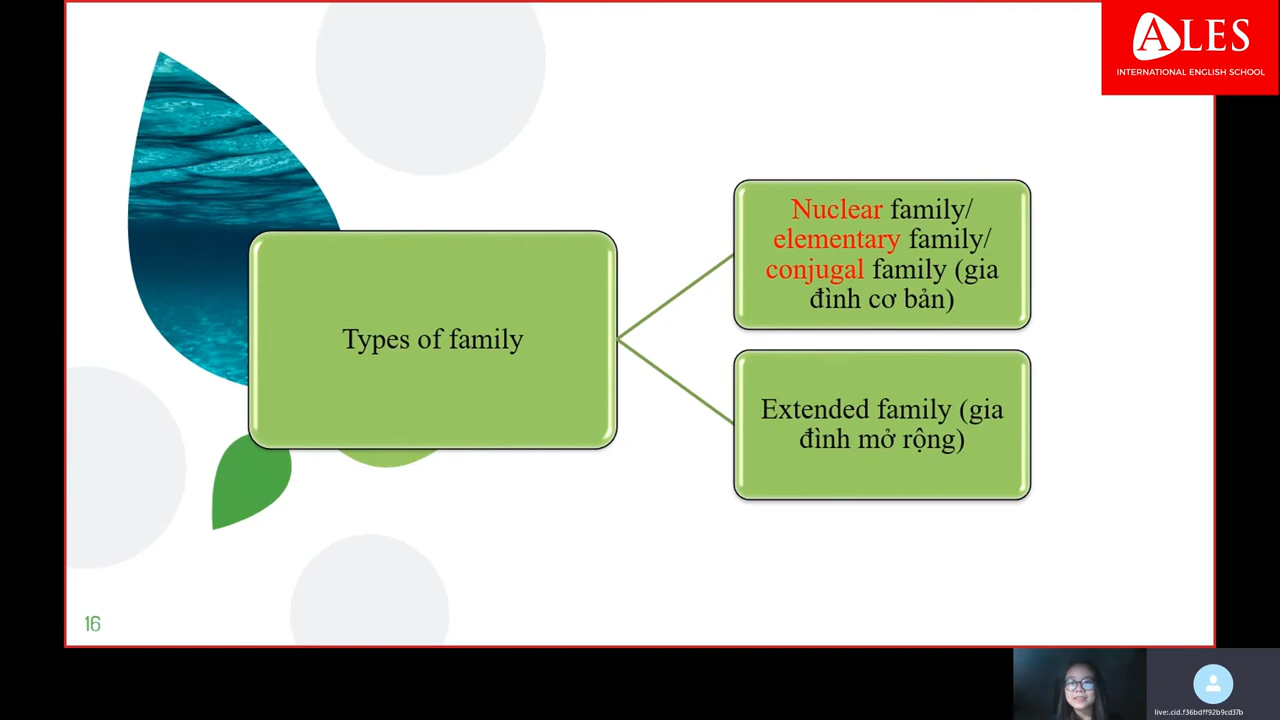 ALES
INTERNATIONAL ENGLISH SCHOOL
Types of family
Nuclear family/
elementary family/
conjugal family (gia
đình cơ bản)
Extended family (gia
đình mở rộng)
16
live:.cid.f36bdff92b9cd37b